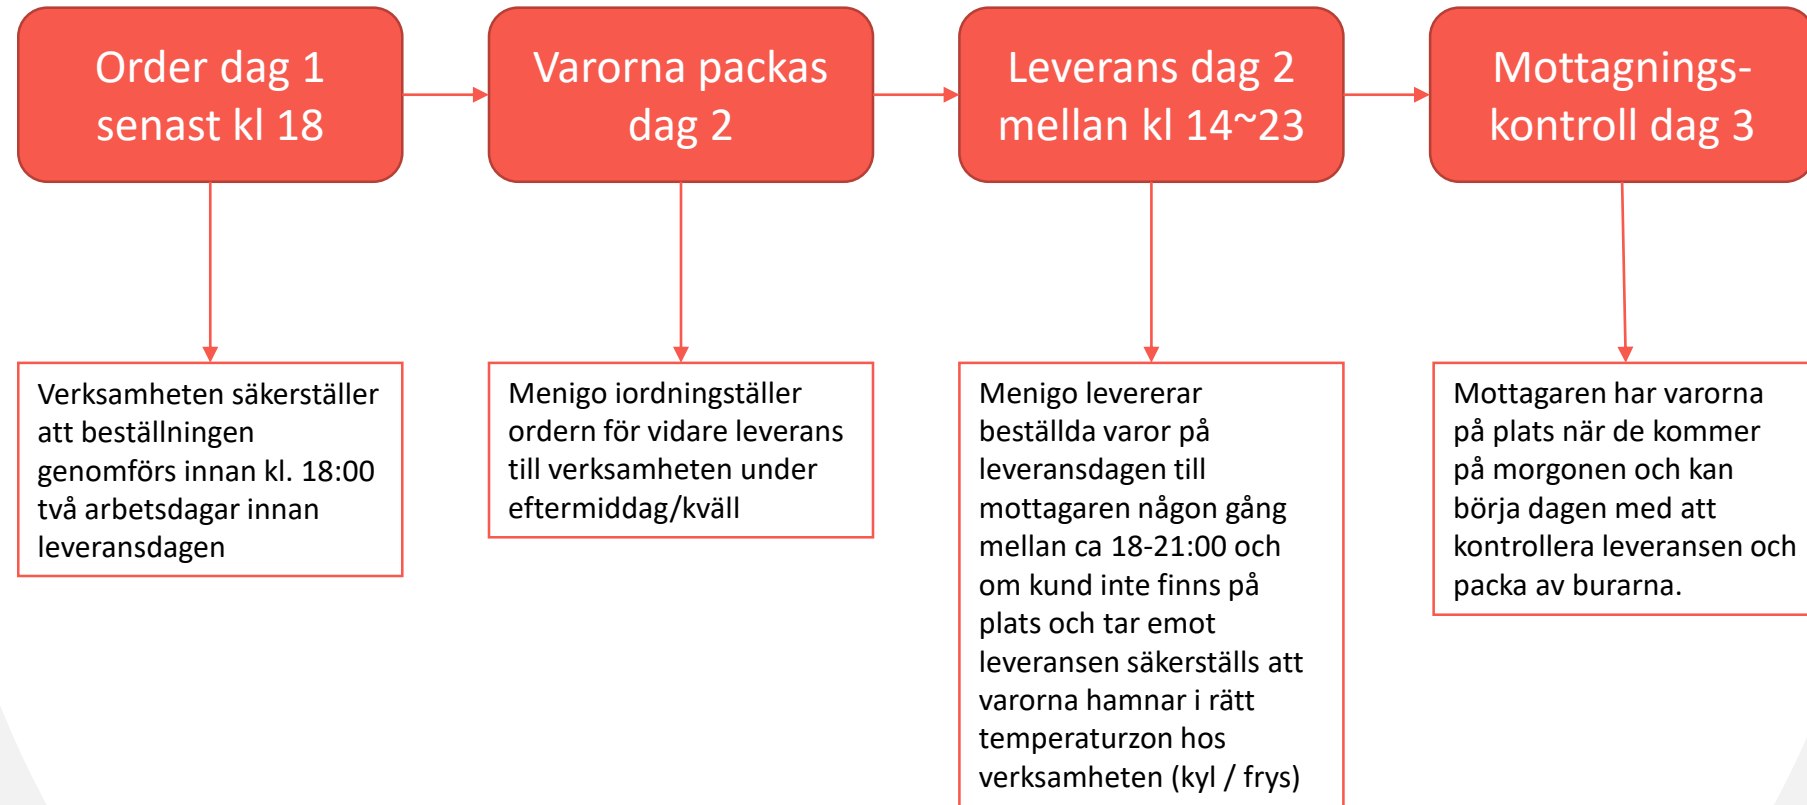 Order dag 1
senast kl 18
Varorna packas
dag 2
Leverans dag 2
mellan kl 14~23
Mottagnings-
kontroll dag 3
Verksamheten säkerställer
att beställningen
genomförs innan kl. 18:00
två arbetsdagar innan
leveransdagen
Menigo iordningställer
ordern för vidare leverans
till verksamheten under
eftermiddag/kväll
Menigo levererar
beställda varor på
leveransdagen till
mottagaren någon gång
mellan ca 18-21:00 och
om kund inte finns på
plats och tar emot
leveransen säkerställs att
varorna hamnar i rätt
temperaturzon hos
verksamheten (kyl / frys)
Mottagaren har varorna
på plats när de kommer
på morgonen och kan
börja dagen med att
kontrollera leveransen och
packa av burarna.